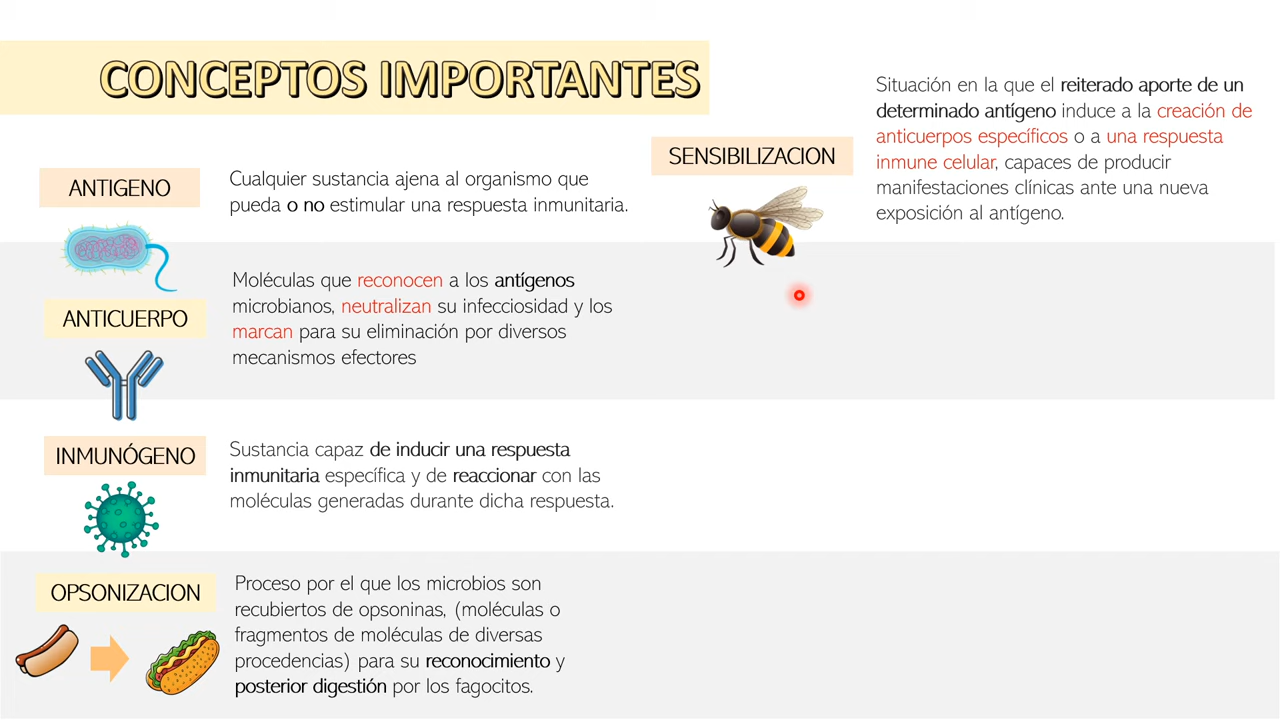 CONCEPTOS IMPORTANTES
ANTIGENO
Cualquier sustancia ajena al organismo que
pueda o no estimular una respuesta inmunitaria.
ANTICUERPO
Moléculas que reconocen a los antígenos
microbianos, neutralizan su infecciosidad y los
marcan para su eliminación por diversos
mecanismos efectores
INMUNÓGENO
Sustancia capaz de inducir una respuesta
inmunitaria específica y de reaccionar con las
moléculas generadas durante dicha respuesta.
OPSONIZACION
Proceso por el que los microbios son
recubiertos de opsoninas, (moléculas o
fragmentos de moléculas de diversas
procedencias) para su reconocimiento y
posterior digestión por los fagocitos.
SENSIBILIZACION
Situación en la que el reiterado aporte de un
determinado antígeno induce a la creación de
anticuerpos específicos o a una respuesta
inmune celular, capaces de producir
manifestaciones clínicas ante una nueva
exposición al antígeno.